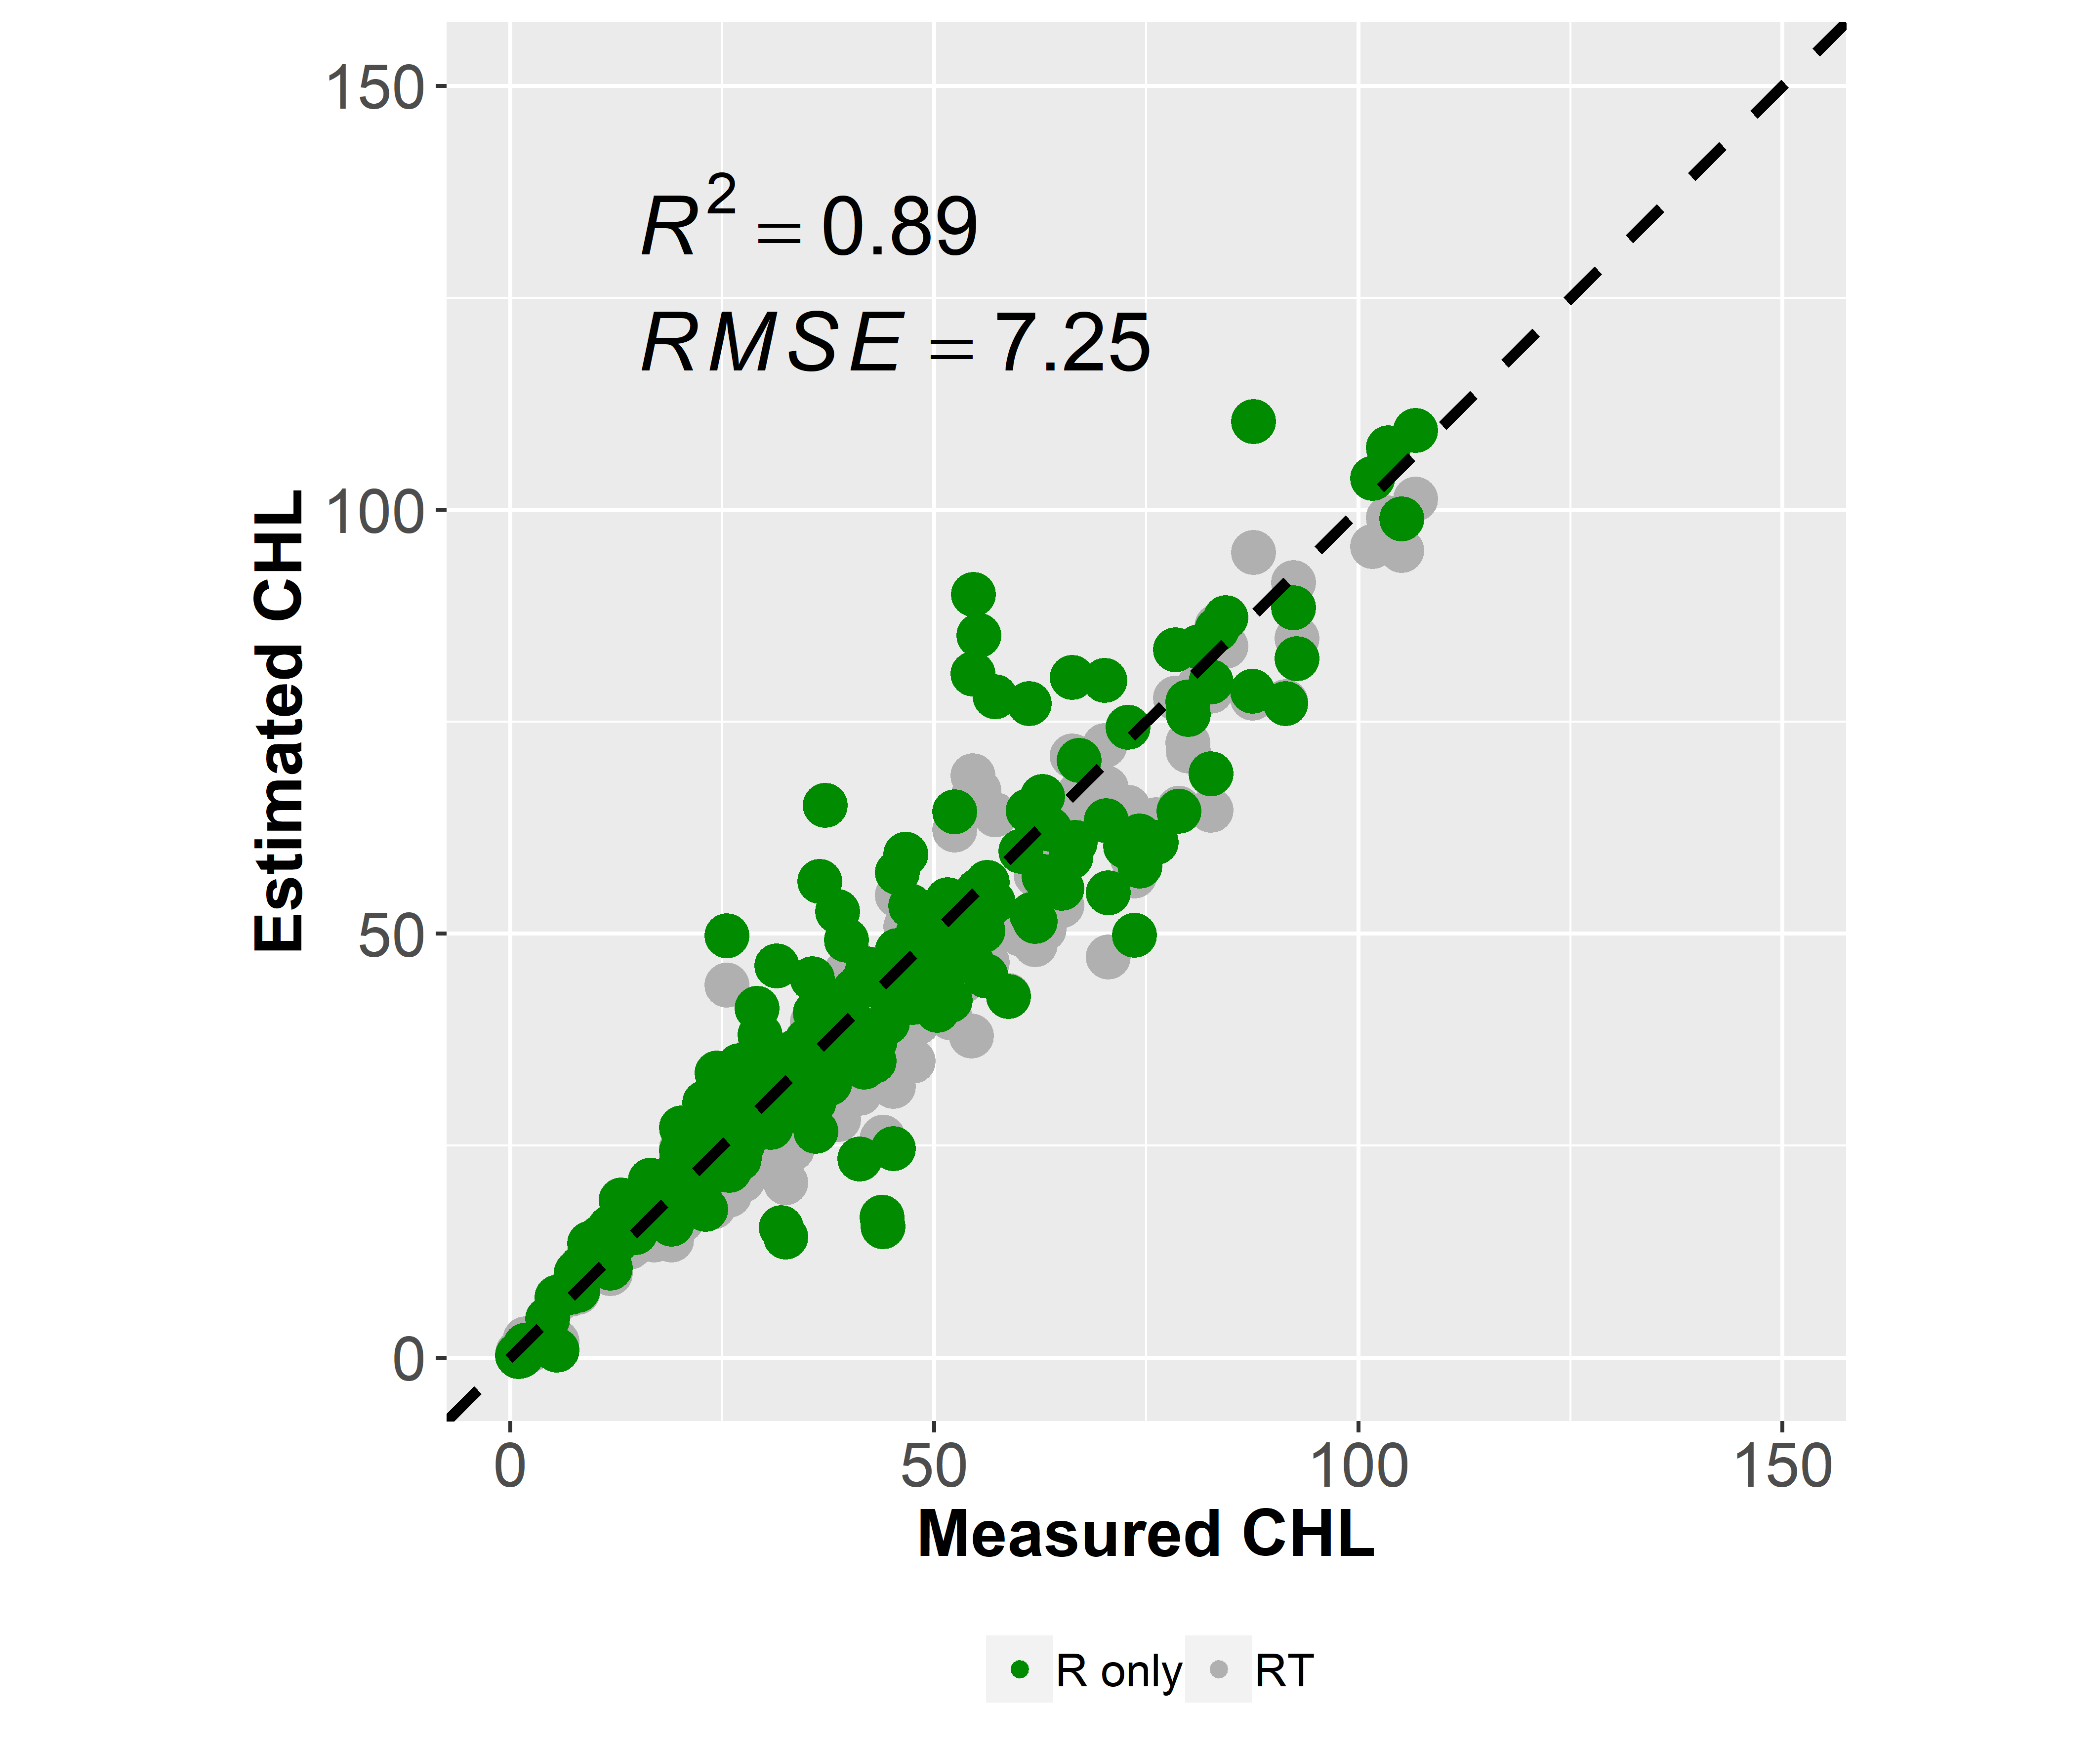 150
R² = 0.89
RMSE = 7.25
100
Estimated CHL
50
0
0 50 100 150
Measured CHL
R only RT